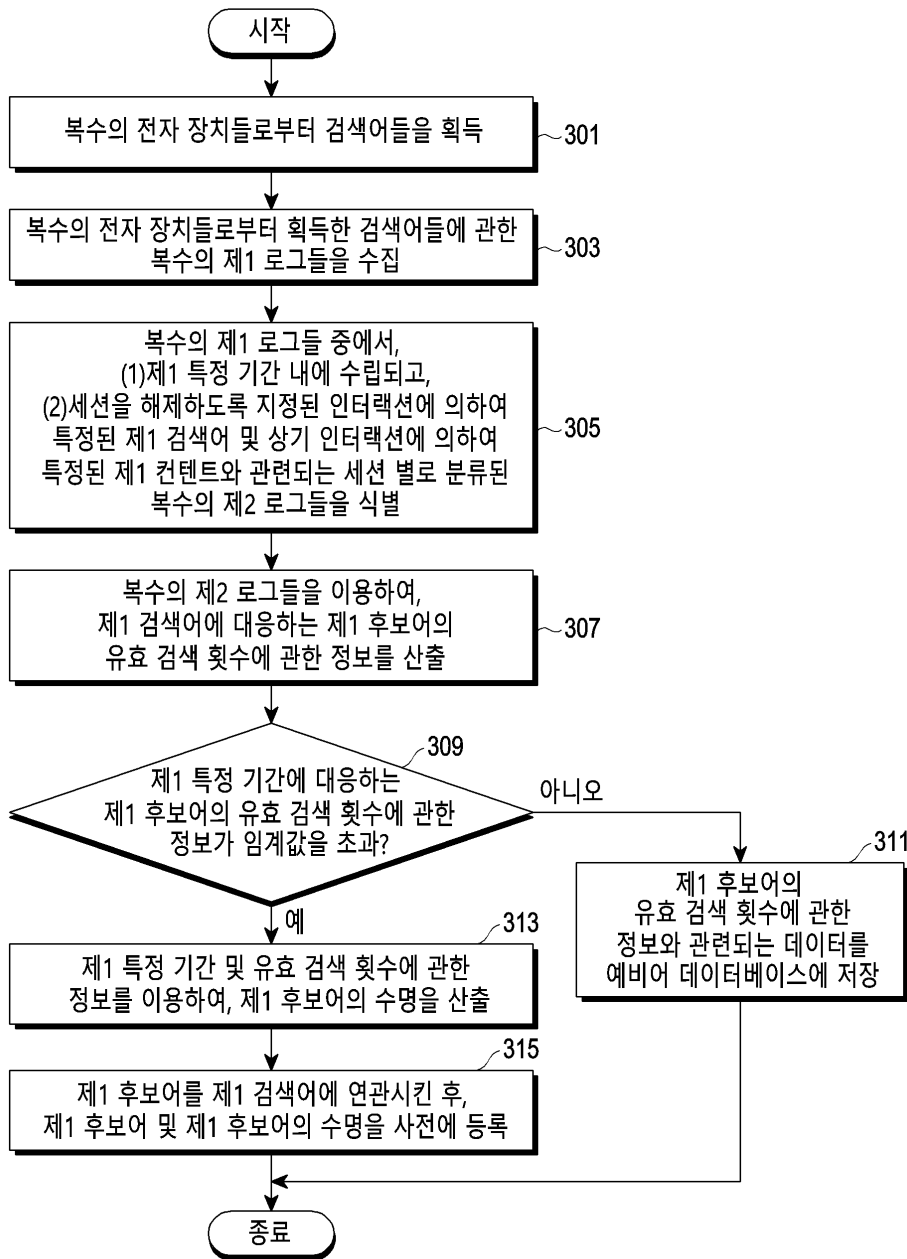 시작
복수의 전자 장치들로부터 검색어들을 획득
301
복수의 전자 장치들로부터 획득한 검색어들에 관한
복수의 제1 로그들을 수집
303
복수의 제1 로그들 중에서,
(1)제1 특정 기간 내에 수립되고,
(2)세션을 해제하도록 지정된 인터랙션에 의하여
특정된 제1 검색어 및 상기 인터랙션에 의하여
특정된 제1 컨텐트와 관련되는 세션 별로 분류된
복수의 제2 로그들을 식별
305
복수의 제2 로그들을 이용하여,
제1 검색어에 대응하는 제1 후보어의
유효 검색 횟수에 관한 정보를 산출
307
309
제1 특정 기간에 대응하는
제1 후보어의 유효 검색 횟수에 관한
정보가 임계값을 초과?
아니오
311
제1 후보어의
유효 검색 횟수에 관한
정보와 관련되는 데이터를
예비어 데이터베이스에 저장
예
313
제1 특정 기간 및 유효 검색 횟수에 관한
정보를 이용하여, 제1 후보어의 수명을 산출
315
제1 후보어를 제1 검색어에 연관시킨 후,
제1 후보어 및 제1 후보어의 수명을 사전에 등록
종료